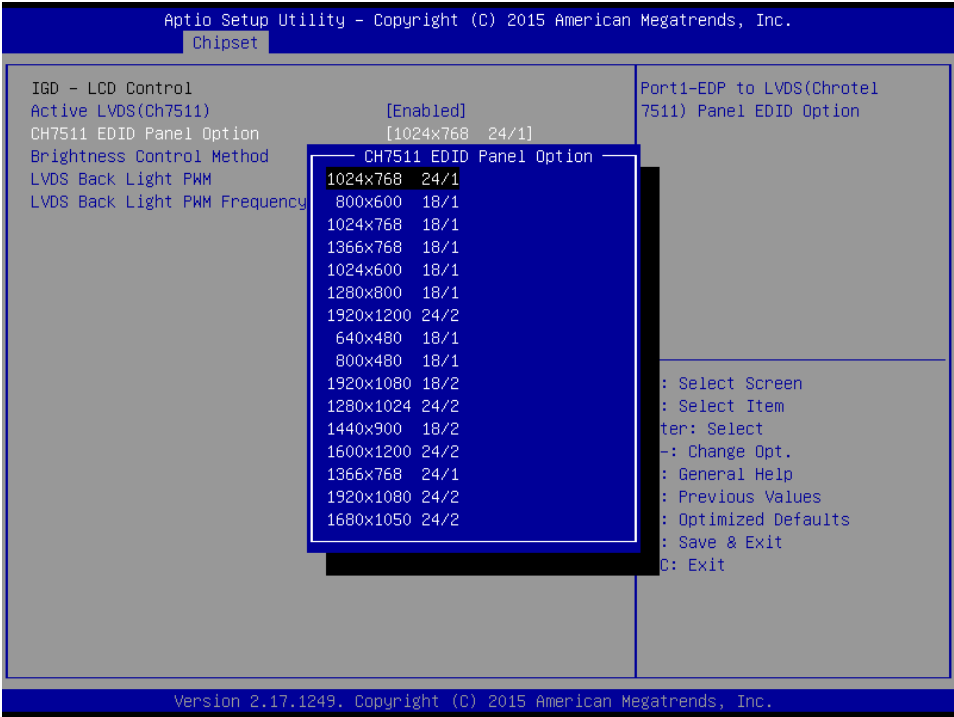 Aptio Setup Utility – Copyright (C) 2015 American Megatrends, Inc.
Chipset
IGD – LCD Control
Active LVDS(Ch7511) [Enabled]
CH7511 EDID Panel Option [1024x768 24/1]
Brightness Control Method
LVDS Back Light PWM
LVDS Back Light PWM Frequency
CH7511 EDID Panel Option
1024x768 24/1
800x600 18/1
1024x768 18/1
1366x768 18/1
1024x600 18/1
1280x800 18/1
1920x1200 24/2
640x480 18/1
800x480 18/1
1920x1080 18/2
1280x1024 24/2
1440x900 18/2
1600x1200 24/2
1366x768 24/1
1920x1080 24/2
1680x1050 24/2
Port1-EDP to LVDS(Chrotel
7511) Panel EDID Option
: Select Screen
: Select Item
ter: Select
–: Change Opt.
: General Help
: Previous Values
: Optimized Defaults
: Save & Exit
C: Exit
Version 2.17.1249. Copyright (C) 2015 American Megatrends, Inc.